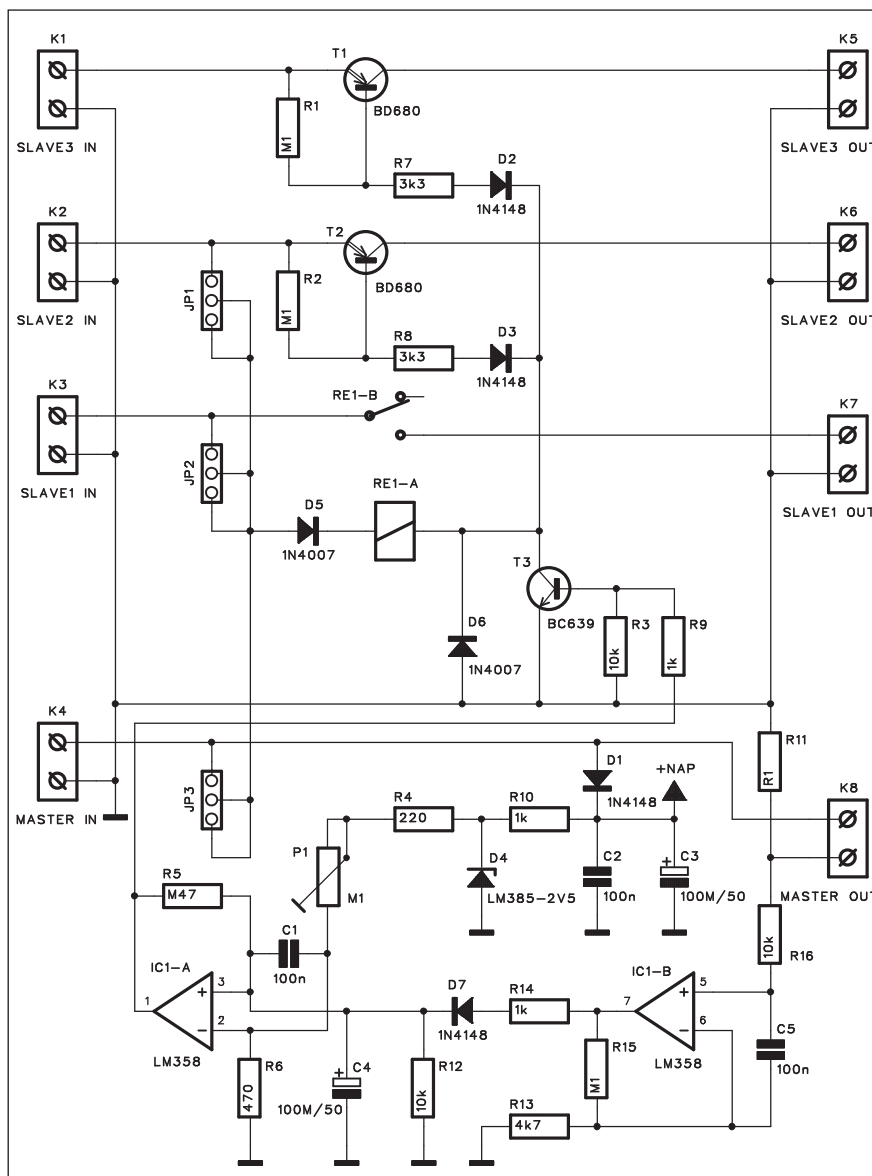 K1
T1
K5
R1
M1
BD680
SLAVE3 IN
R7
3k3
D2
1N4148
SLAVE3 OUT
K2
T2
K6
JP1
R2
M1
BD680
SLAVE2 IN
R8
3k3
D3
1N4148
SLAVE2 OUT
K3
RE1-B
K7
JP2
SLAVE1 IN
D5
1N4007
RE1-A
SLAVE1 OUT
T3
BC639
D6
1N4007
R3
10k
R9
1k
K4
R11
R1
JP3
MASTER IN
R4
220
R10
1k
D1
1N4148
+NAP
K8
P1
M1
D4
LM385-2V5
C2
100n
C3
+
100M/50
MASTER OUT
R5
M47
C1
100n
10k
R16
IC1-A
3
+
1
2
−
LM358
D7
1N4148
R14
1k
IC1-B
7
5
+
6
−
LM358
C5
100n
R6
470
C4
+
100M/50
R12
10k
R15
M1
R13
4k7